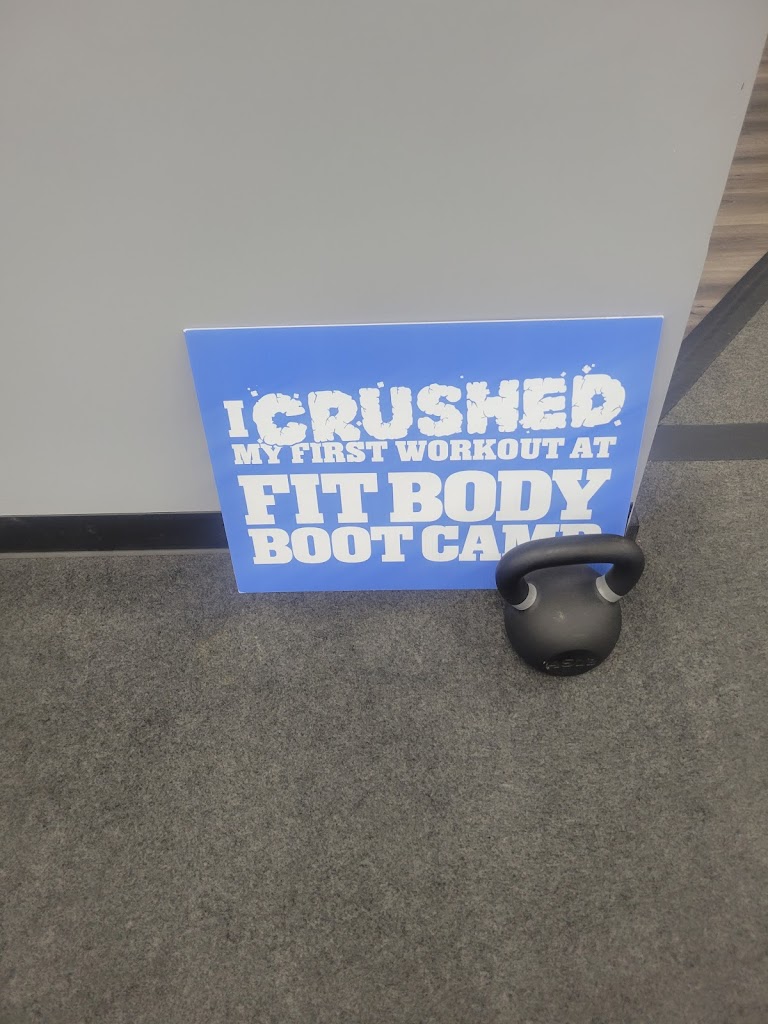 I CRUSHED
MY FIRST WORKOUT AT
FIT BODY
BOOT CAMP